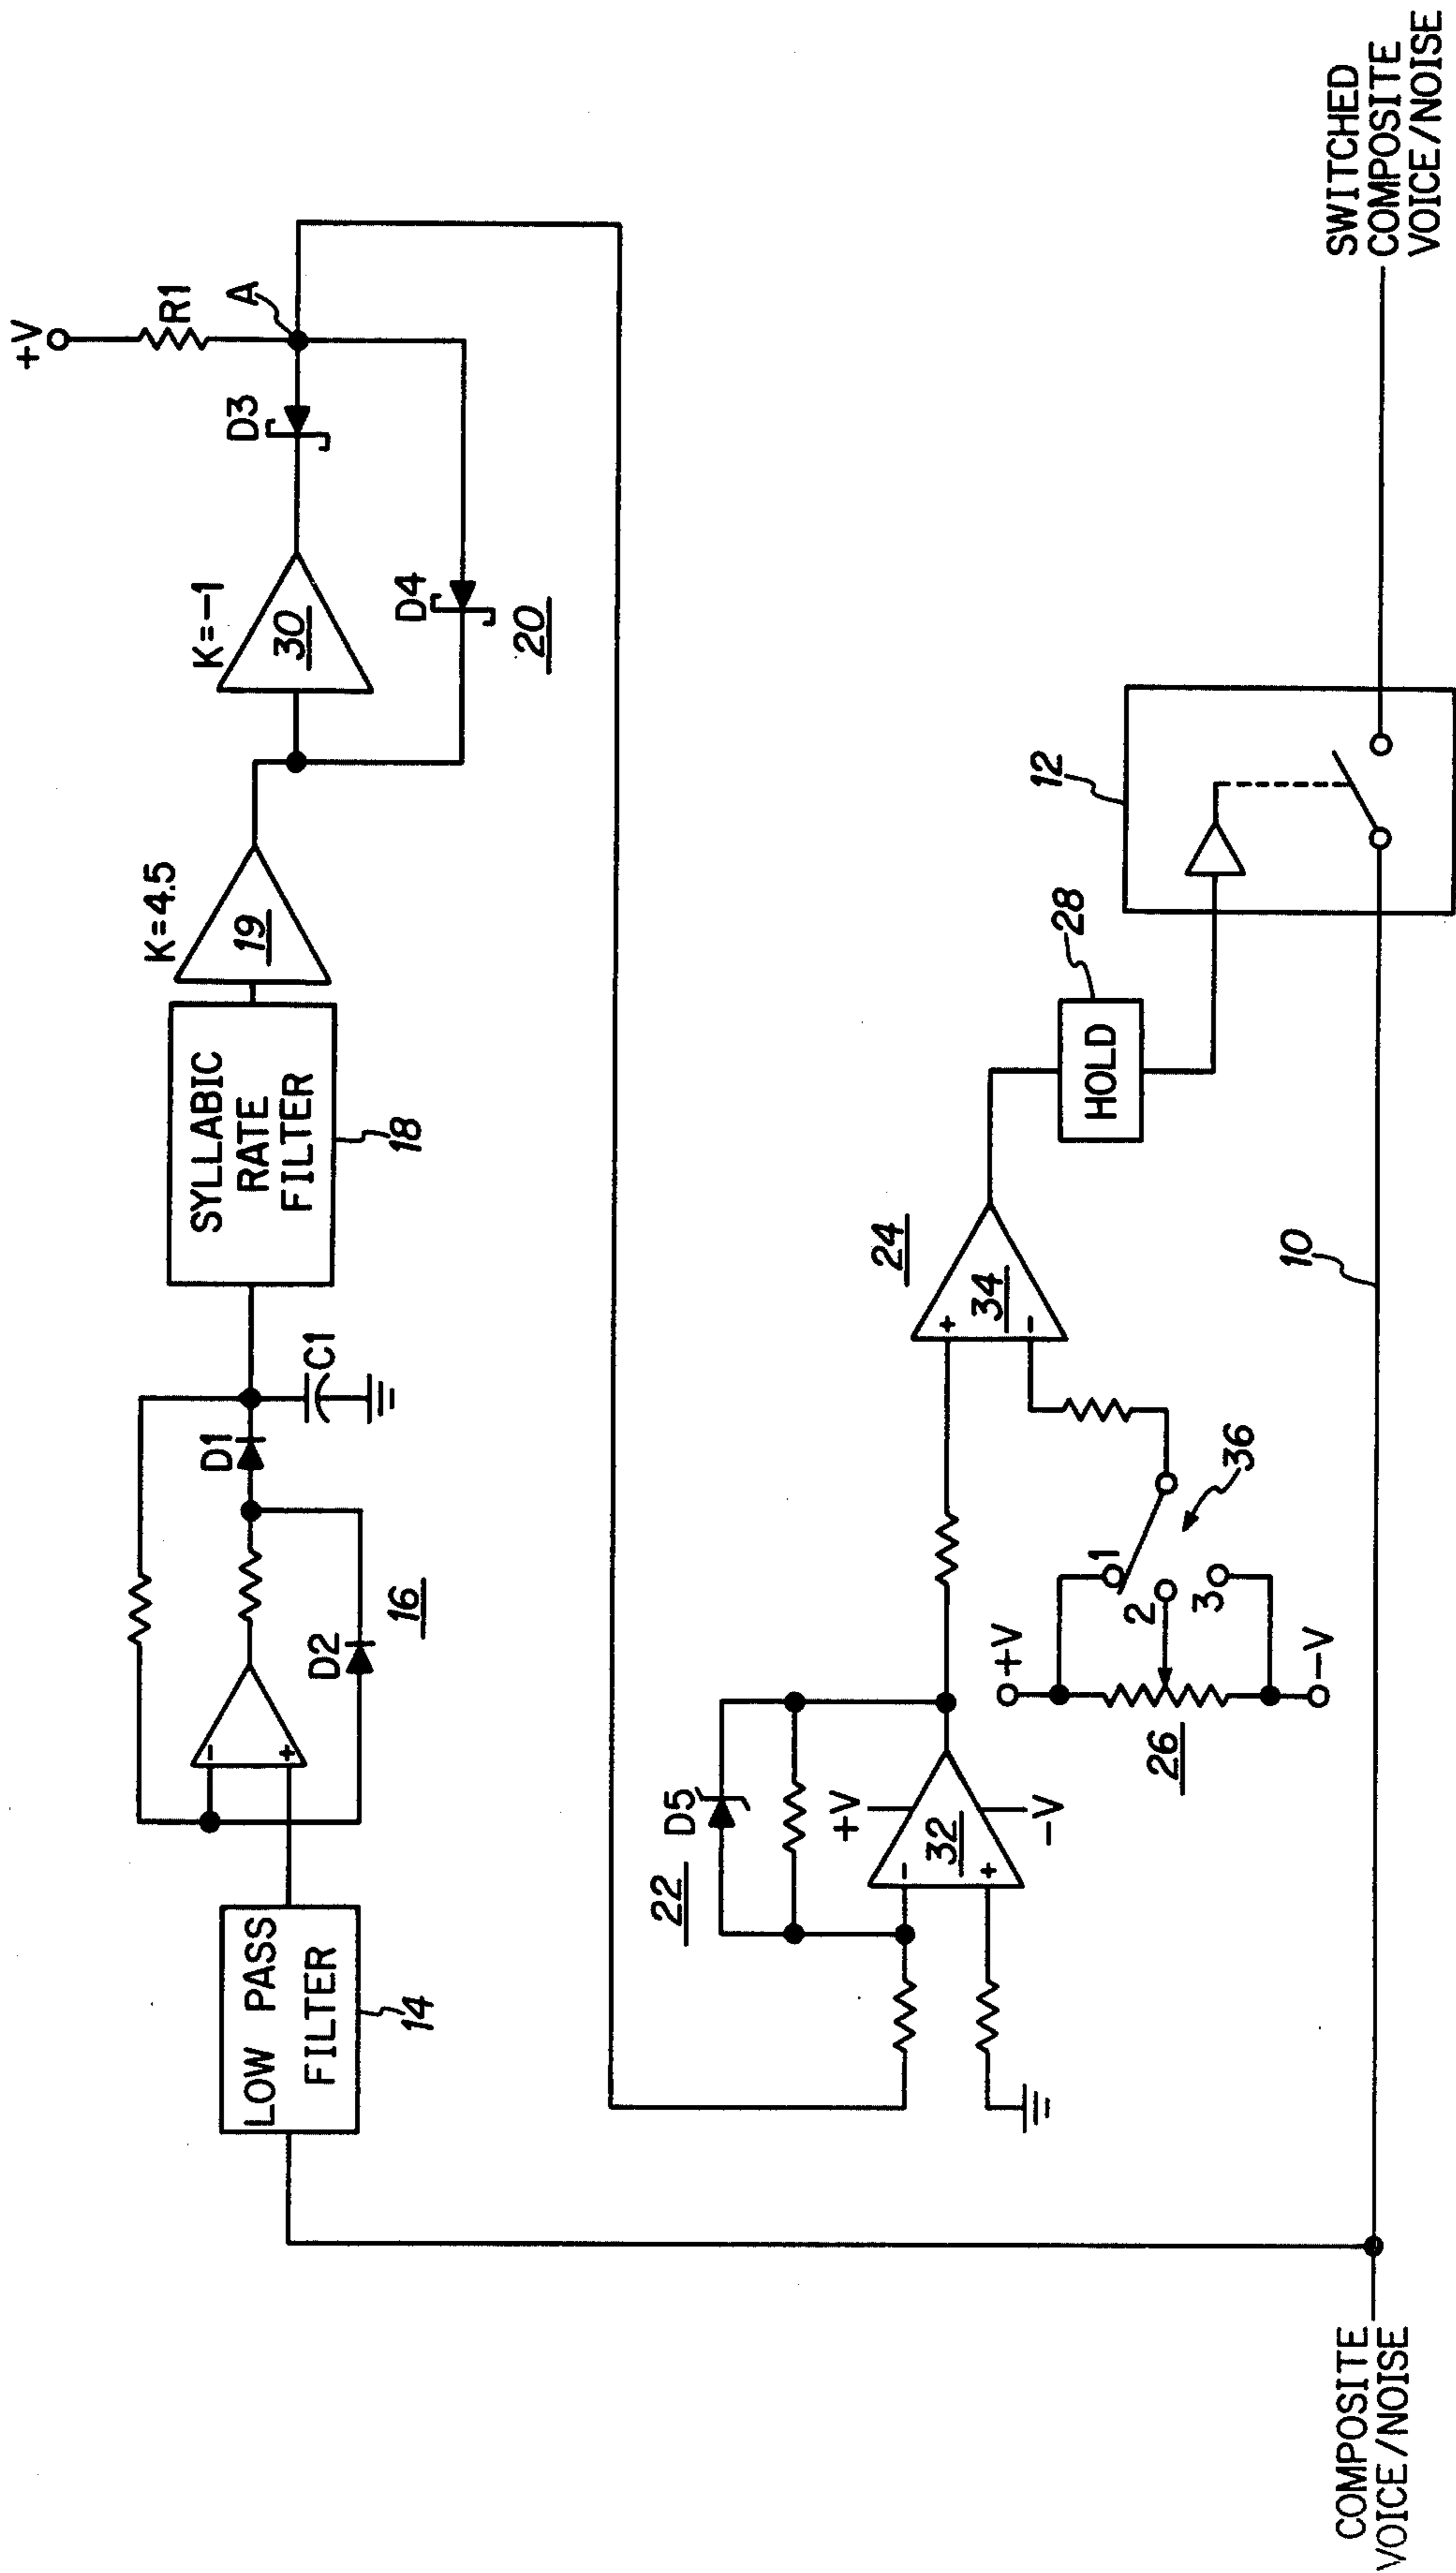 COMPOSITE
VOICE/NOISE
LOW PASS
FILTER
14
-
+
D2
16
D1
C1
SYLLABIC
RATE
FILTER
18
K=4.5
19
K=-1
30
D3
D4
20
+V
R1
A
22
D5
+V
32
-
+
-V
26
+V
-V
1
2
3
36
24
34
+
-
HOLD
28
12
10
SWITCHED
COMPOSITE
VOICE/NOISE